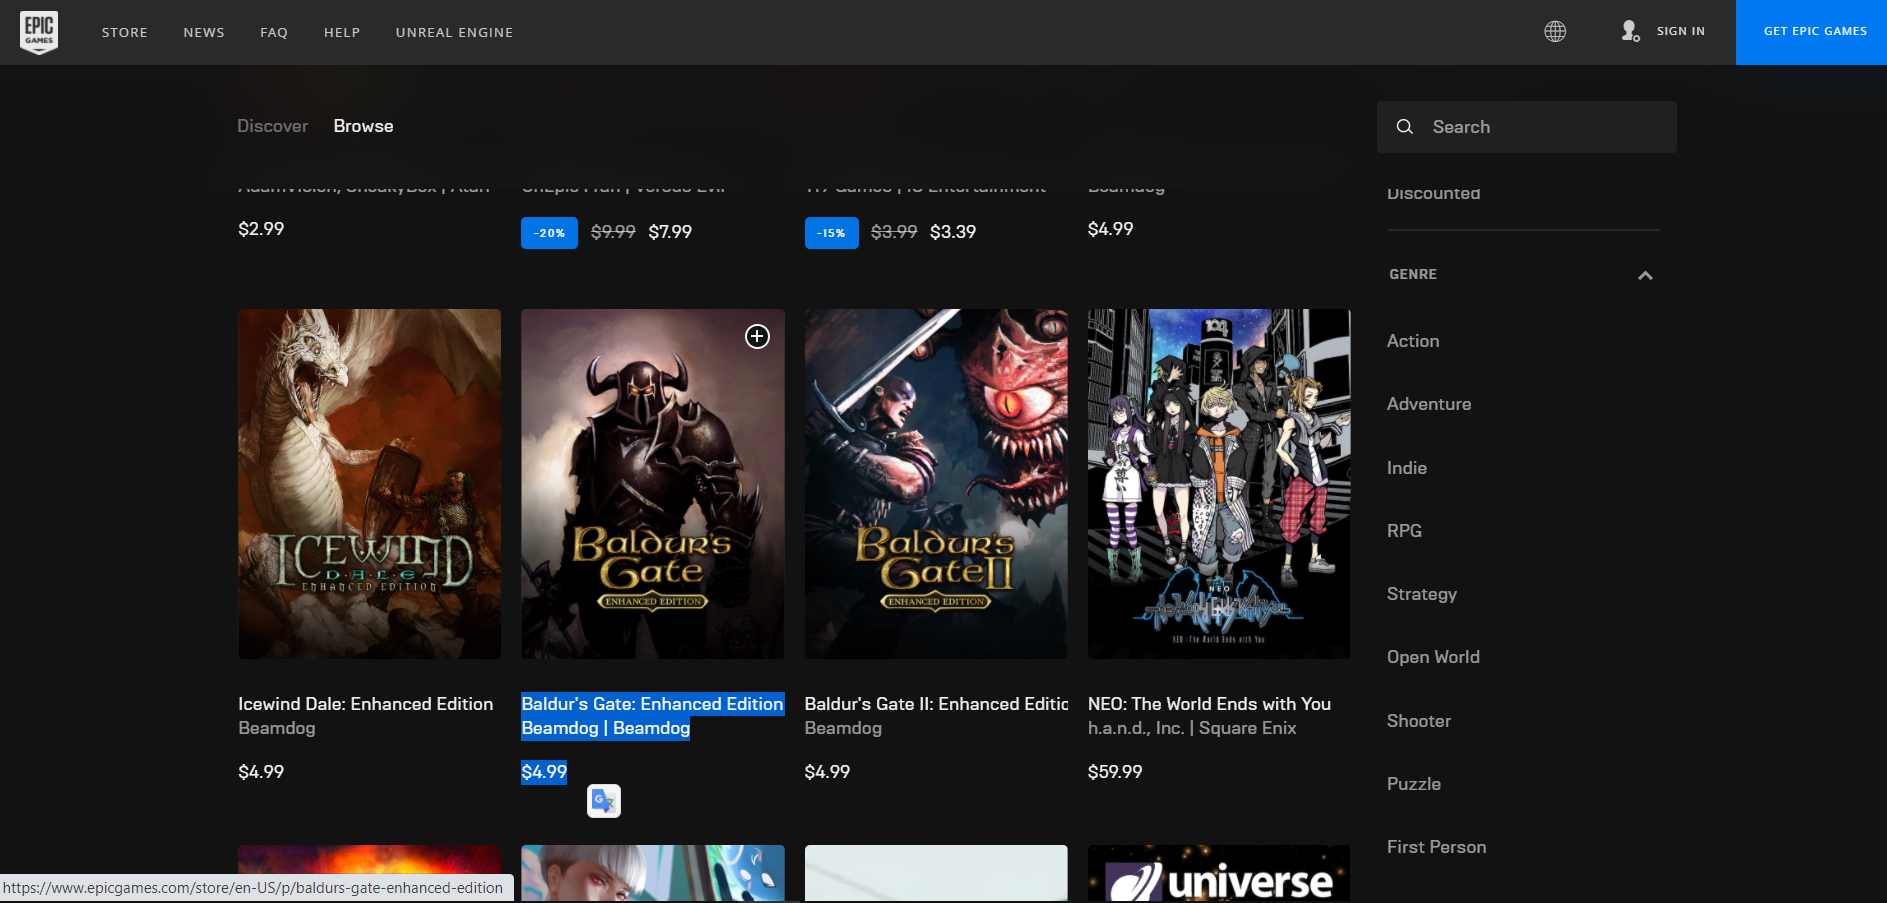 EPIC
GAMES
STORE
NEWS
FAQ
HELP
UNREAL ENGINE
SIGN IN
GET EPIC GAMES
Discover
Browse
Search
Beamdog
Discounted
$2.99
-20%
$9.99
$7.99
-15%
$3.99
$3.39
$4.99
GENRE
Action
Adventure
Indie
RPG
Strategy
Open World
Shooter
Puzzle
First Person
ICEWIND
DALE
ENHANCED EDITION
Baldur's
Gate
ENHANCED EDITION
Baldur's
Gate II
ENHANCED EDITION
104
NEO
NEO: The World Ends with You
Icewind Dale: Enhanced Edition
Beamdog
$4.99
Baldur's Gate: Enhanced Edition
Beamdog | Beamdog
$4.99
Baldur's Gate II: Enhanced Editic
Beamdog
$4.99
NEO: The World Ends with You
h.a.n.d., Inc. | Square Enix
$59.99
universe
https://www.epicgames.com/store/en-US/p/baldurs-gate-enhanced-edition